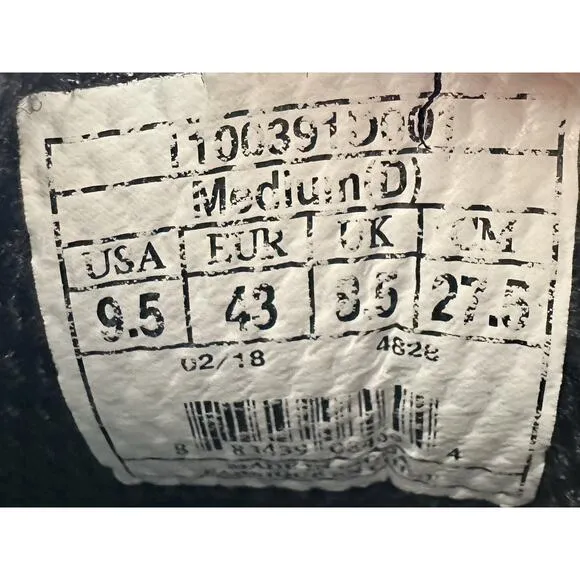 1100391D001
Medium(D)
USA EUR UK CM
9.5 43 8.5 27.5
02/18 4828